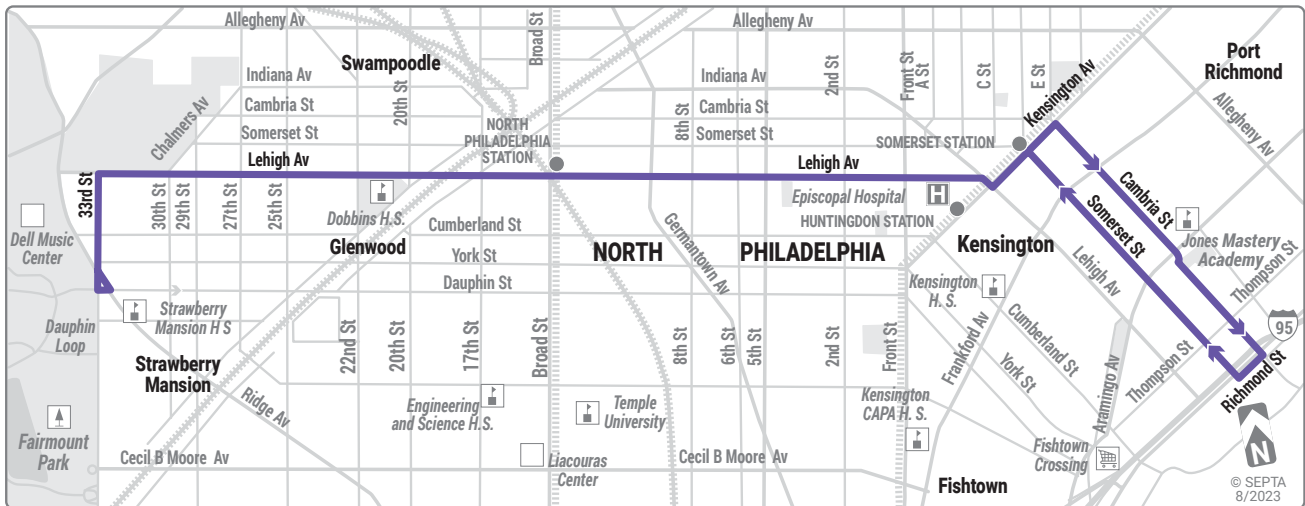 Allegheny Av
Allegheny Av
Broad St
Swampoodle
Port
Richmond
Indiana Av
Indiana Av
2nd St
Front St
A St
C St
E St
Kensington Av
Chalmers Av
Cambria St
20th St
Cambria St
8th St
Allegheny Av
Somerset St
NORTH
PHILADELPHIA
STATION
Somerset St
SOMERSET STATION
Lehigh Av
Lehigh Av
33rd St
30th St
29th St
27th St
25th St
Dobbins H.S.
Episcopal Hospital
H
HUNTINGDON STATION
Cambria St
Somerset St
Dell Music
Center
Cumberland St
Glenwood
York St
NORTH
PHILADELPHIA
Germantown Av
Kensington
Lehigh Av
Jones Mastery
Academy
Thompson St
Dauphin St
Kensington
H. S.
Strawberry
Mansion H S
Dauphin
Loop
22nd St
20th St
17th St
Broad St
8th St
6th St
5th St
2nd St
Front St
Frankford Av
Cumberland St
York St
Aramingo Av
Thompson St
95
Richmond St
Strawberry
Mansion
Ridge Av
Engineering
and Science H.S.
Temple
University
Kensington
CAPA H. S.
Fairmount
Park
Cecil B Moore Av
Liacouras
Center
Cecil B Moore Av
Fishtown
Crossing
Fishtown
N
© SEPTA
8/2023